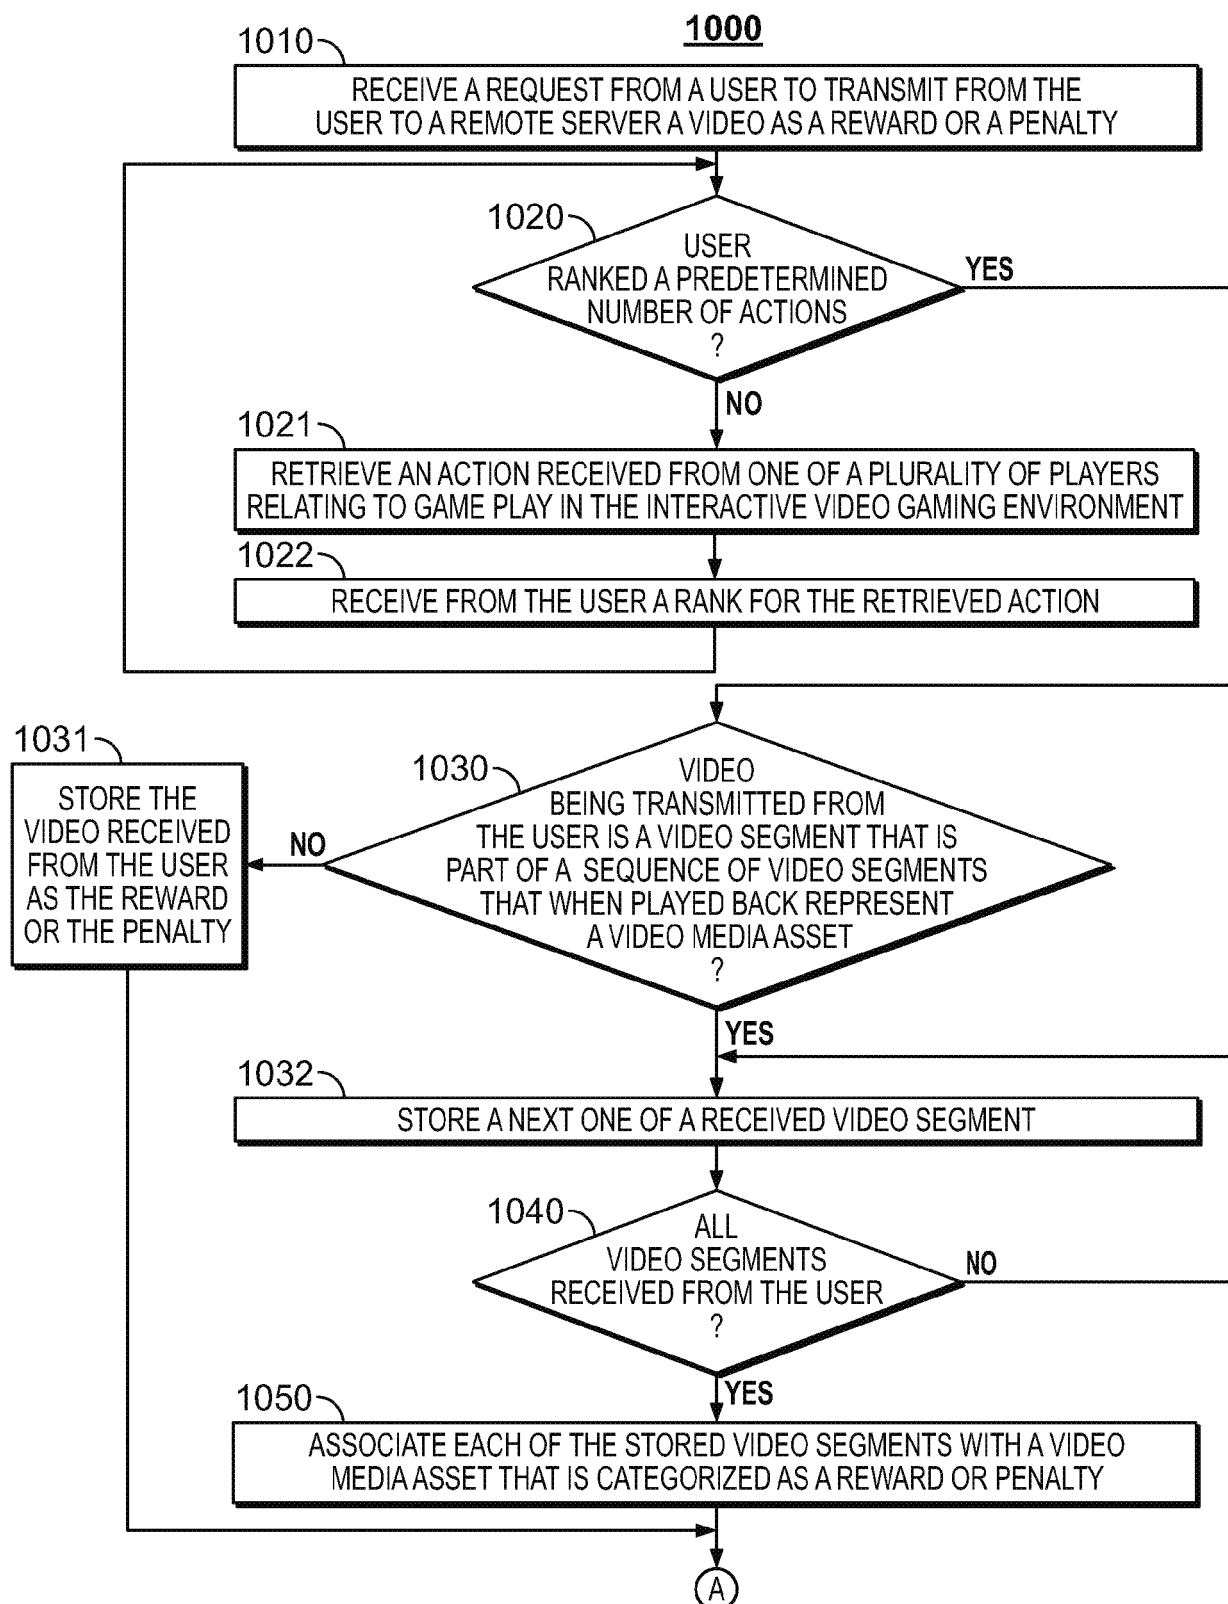 1000
1010
RECEIVE A REQUEST FROM A USER TO TRANSMIT FROM THE
USER TO A REMOTE SERVER A VIDEO AS A REWARD OR A PENALTY
1020
USER
RANKED A PREDETERMINED
NUMBER OF ACTIONS
?
YES
NO
1021
RETRIEVE AN ACTION RECEIVED FROM ONE OF A PLURALITY OF PLAYERS
RELATING TO GAME PLAY IN THE INTERACTIVE VIDEO GAMING ENVIRONMENT
1022
RECEIVE FROM THE USER A RANK FOR THE RETRIEVED ACTION
1031
STORE THE
VIDEO RECEIVED
FROM THE USER
AS THE REWARD
OR THE PENALTY
NO
1030
VIDEO
BEING TRANSMITTED FROM
THE USER IS A VIDEO SEGMENT THAT IS
PART OF A SEQUENCE OF VIDEO SEGMENTS
THAT WHEN PLAYED BACK REPRESENT
A VIDEO MEDIA ASSET
?
YES
1032
STORE A NEXT ONE OF A RECEIVED VIDEO SEGMENT
1040
ALL
VIDEO SEGMENTS
RECEIVED FROM THE USER
?
NO
YES
1050
ASSOCIATE EACH OF THE STORED VIDEO SEGMENTS WITH A VIDEO
MEDIA ASSET THAT IS CATEGORIZED AS A REWARD OR PENALTY
A